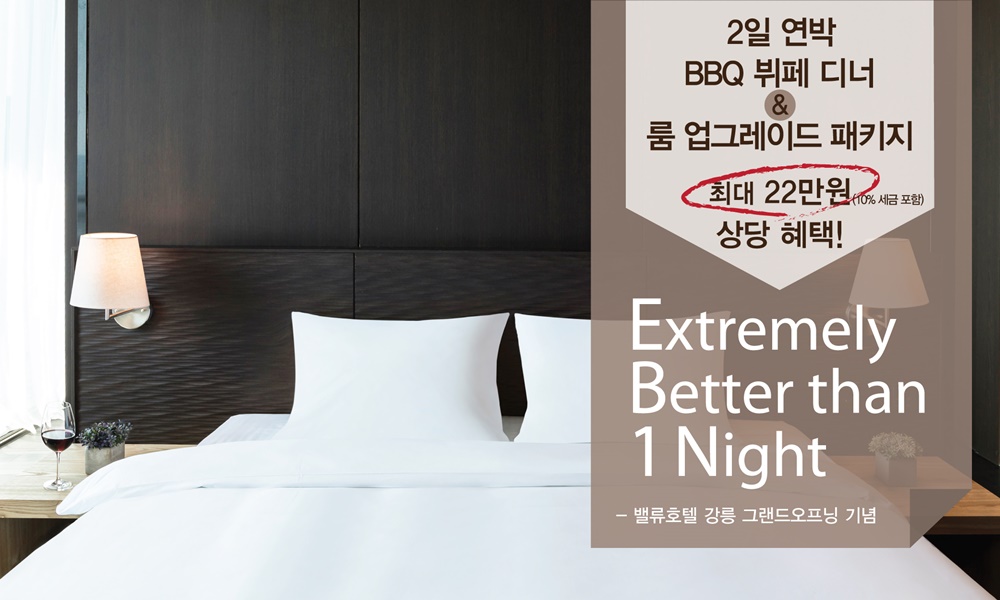 2일 연박
BBQ 뷔페 디너
&
룸 업그레이드 패키지
최대 22만원 (10% 세금 포함)
상당 혜택!
Extremely
Better than
1 Night
- 밸류호텔 강릉 그랜드오프닝 기념